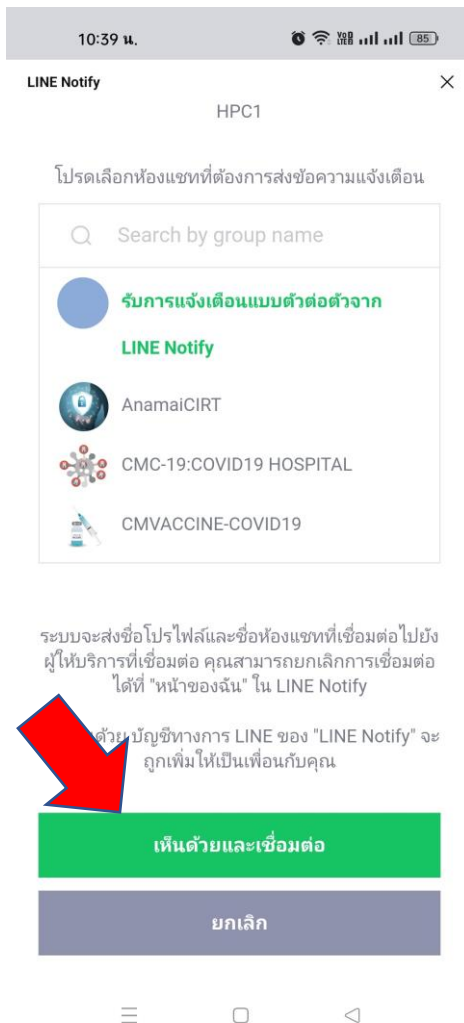 10:39 น.
VoB
LTE
85
LINE Notify
HPC1
โปรดเลือกห้องแชทที่ต้องการส่งข้อความแจ้งเตือน
Search by group name
รับการแจ้งเตือนแบบตัวต่อตัวจาก
LINE Notify
AnamaiCIRT
CMC-19:COVID19 HOSPITAL
CMVACCINE-COVID19
ระบบจะส่งชื่อโปรไฟล์และชื่อห้องแชทที่เชื่อมต่อไปยัง
ผู้ให้บริการที่เชื่อมต่อ คุณสามารถยกเลิกการเชื่อมต่อ
ได้ที่ "หน้าของฉัน" ใน LINE Notify
ด้วย บัญชีทางการ LINE ของ "LINE Notify" จะ
ถูกเพิ่มให้เป็นเพื่อนกับคุณ
เห็นด้วยและเชื่อมต่อ
ยกเลิก